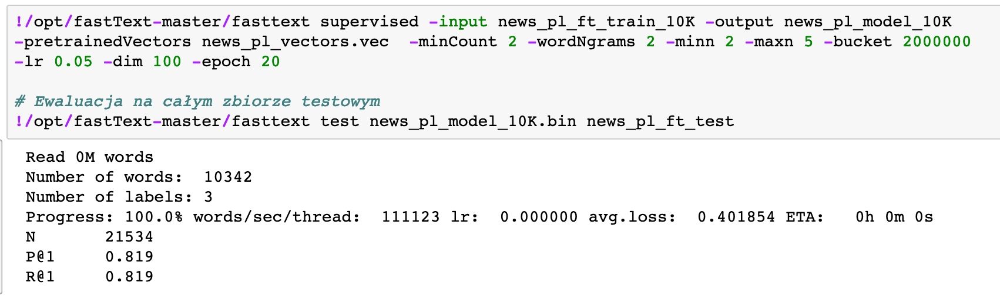 !/opt/fastText-master/fasttext supervised -input news_pl_ft_train_10K -output news_pl_model_10K
-pretrainedVectors news_pl_vectors.vec  -minCount 2 -wordNgrams 2 -minn 2 -maxn 5 -bucket 2000000
-lr 0.05 -dim 100 -epoch 20
# Ewaluacja na całym zbiorze testowym
!/opt/fastText-master/fasttext test news_pl_model_10K.bin news_pl_ft_test
Read 0M words
Number of words:  10342
Number of labels: 3
Progress: 100.0% words/sec/thread:  111123 lr:  0.000000 avg.loss:  0.401854 ETA:   0h 0m 0s
N       21534
P@1     0.819
R@1     0.819